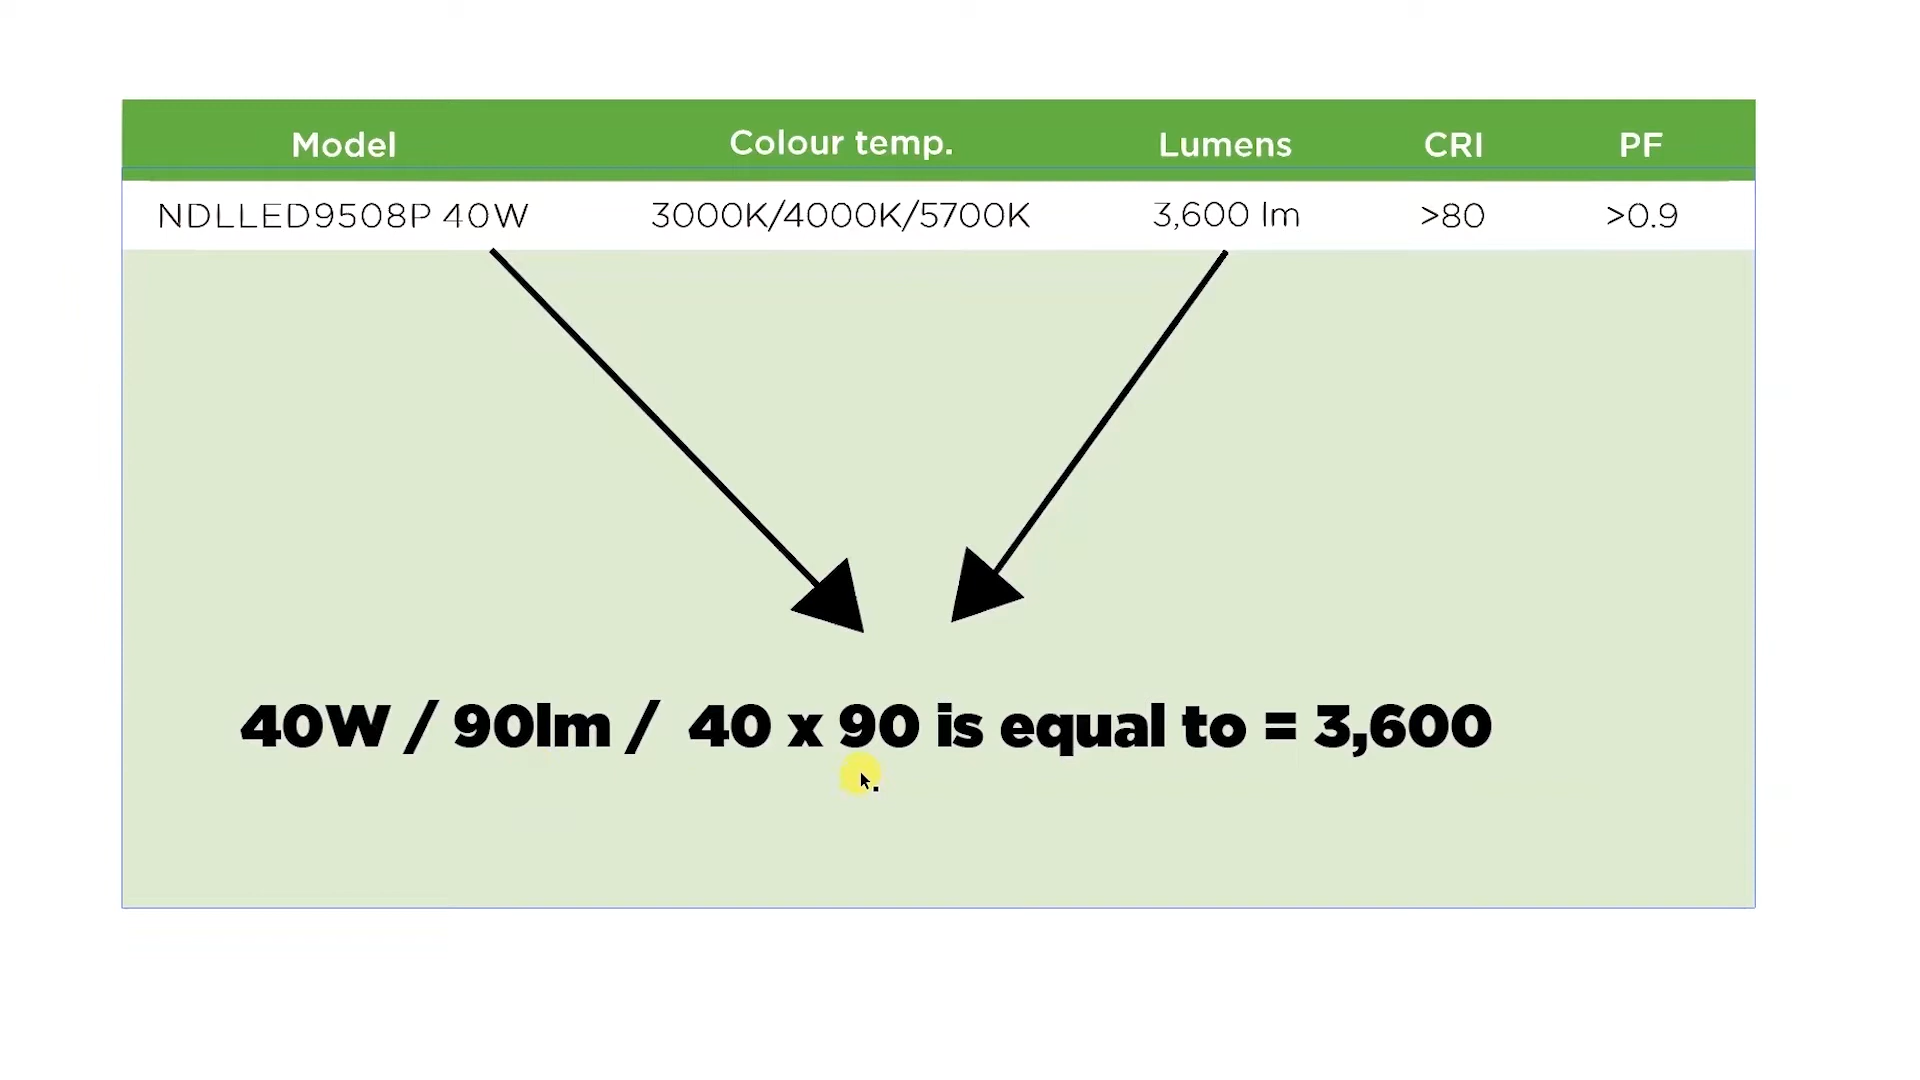 Model Colour temp. Lumens CRI PF
NDLLED9508P 40W 3000K/4000K/5700K 3,600 lm >80 >0.9
40W / 90lm / 40 x 90 is equal to = 3,600
.